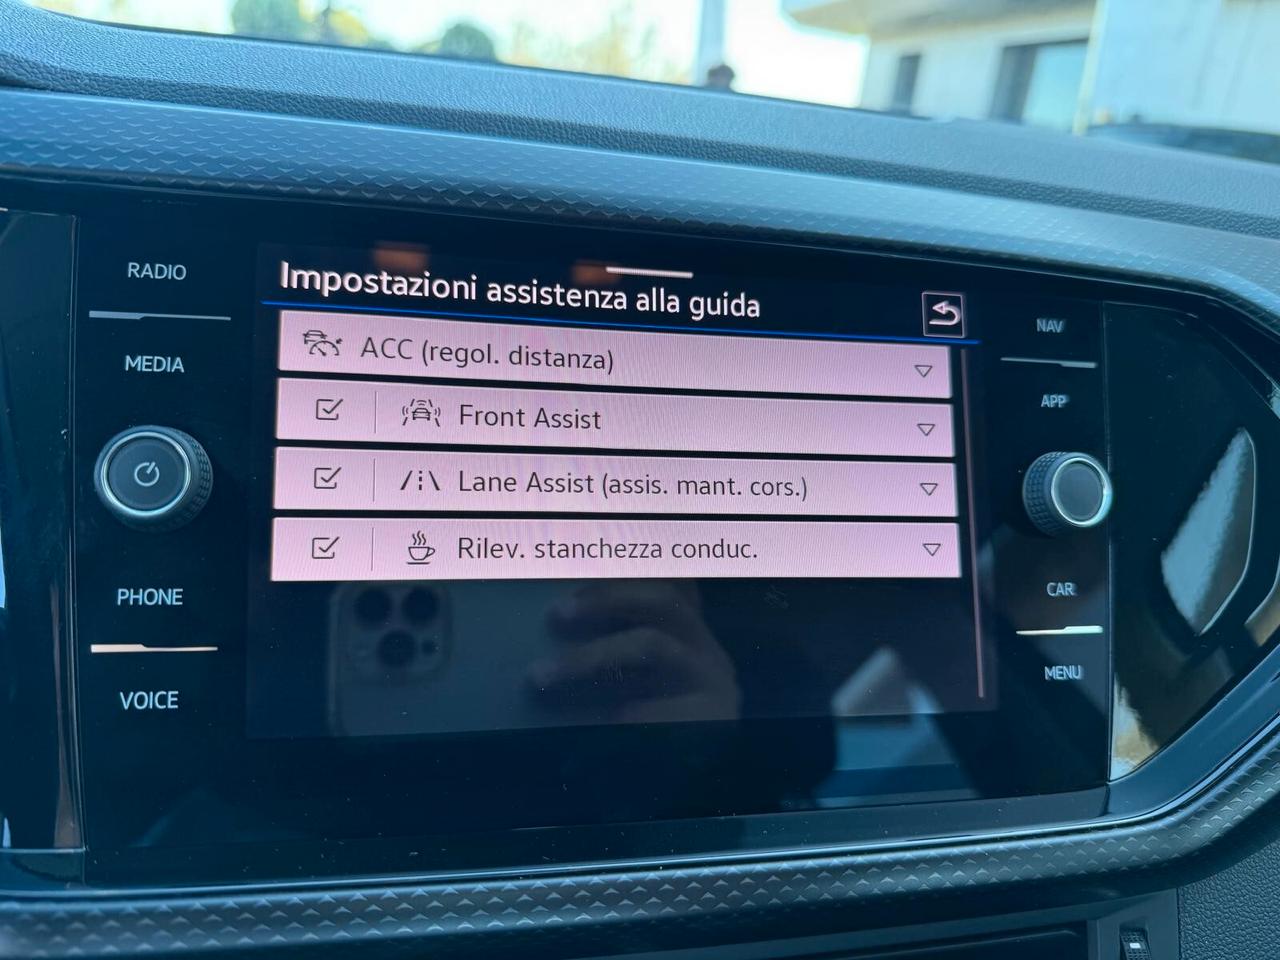 RADIO
MEDIA
PHONE
VOICE
Impostazioni assistenza alla guida
ACC (regol. distanza)
Front Assist
Lane Assist (assis. mant. cors.)
Rilev. stanchezza conduc.
NAV
APP
CAR
MENU